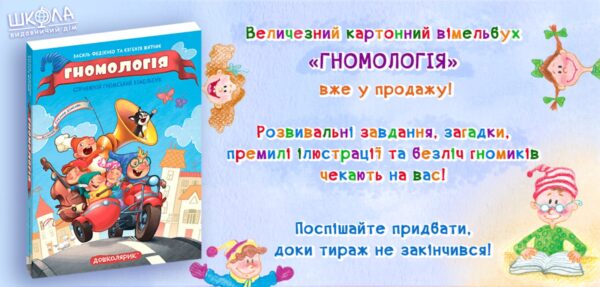 ШКОЛА
видавничий дім
ВАСИЛЬ ФЕДІЄНКО ТА ЄВГЕНІЯ ЖИТНИК
ГНОМОЛОГІЯ
ДОШКОЛЯРИК
Величезний картонний вімельбух
«ГНОМОЛОГІЯ»
вже у продажу!
Розвивальні завдання, загадки,
премилі ілюстрації та безліч гномиків
чекають на вас!
Поспішайте придбати,
доки тираж не закінчився!